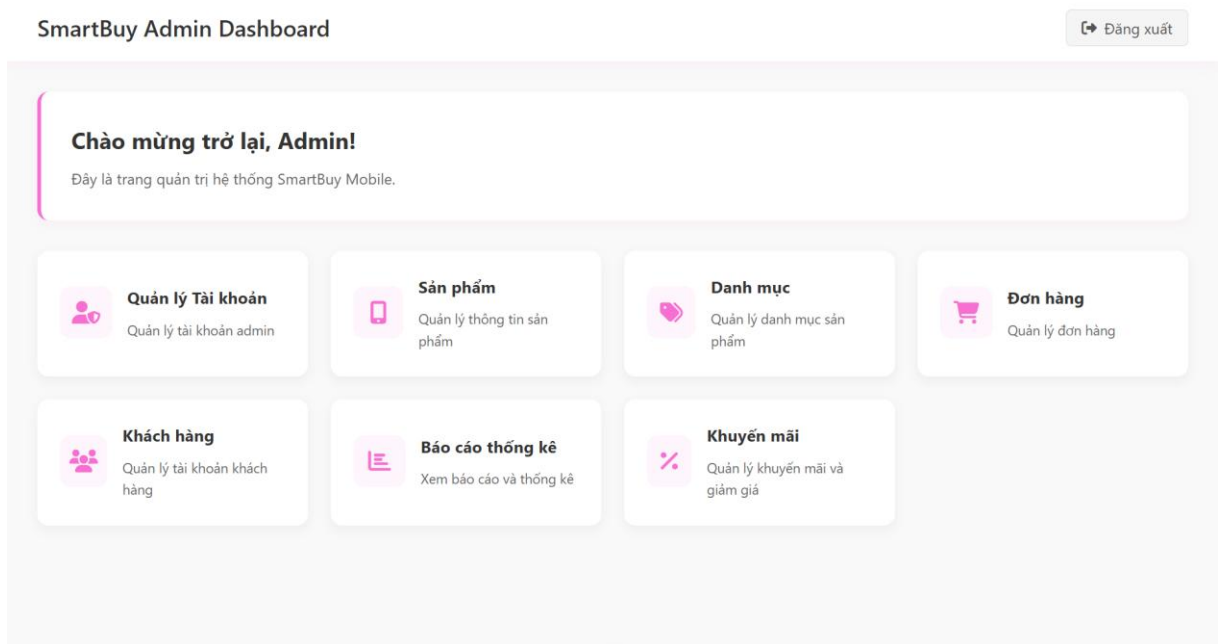 SmartBuy Admin Dashboard
Đăng xuất
Chào mừng trở lại, Admin!
Đây là trang quản trị hệ thống SmartBuy Mobile.
Quản lý Tài khoản
Quản lý tài khoản admin
Sản phẩm
Quản lý thông tin sản
phẩm
Danh mục
Quản lý danh mục sản
phẩm
Đơn hàng
Quản lý đơn hàng
Khách hàng
Quản lý tài khoản khách
hàng
Báo cáo thống kê
Xem báo cáo và thống kê
Khuyến mãi
Quản lý khuyến mãi và
giảm giá